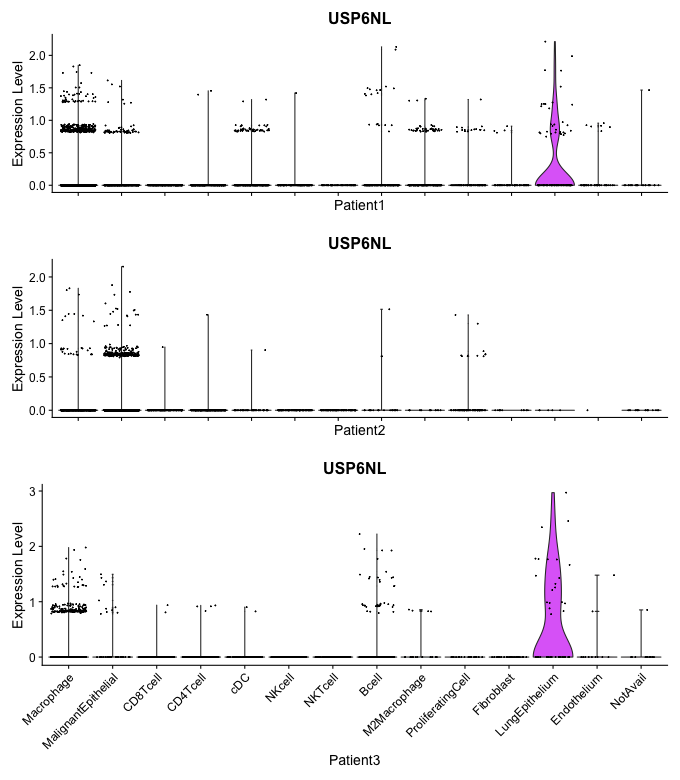 USP6NL
Expression Level
2.0
1.5
1.0
0.5
0.0
Patient1
USP6NL
Expression Level
2.0
1.5
1.0
0.5
0.0
Patient2
USP6NL
Expression Level
3
2
1
0
Macrophage
MalignantEpithelial
CD8Tcell
CD4Tcell
cDC
NKcell
NKTcell
Bcell
M2Macrophage
ProliferatingCell
Fibroblast
LungEpithelium
Endothelium
NotAvail
Patient3